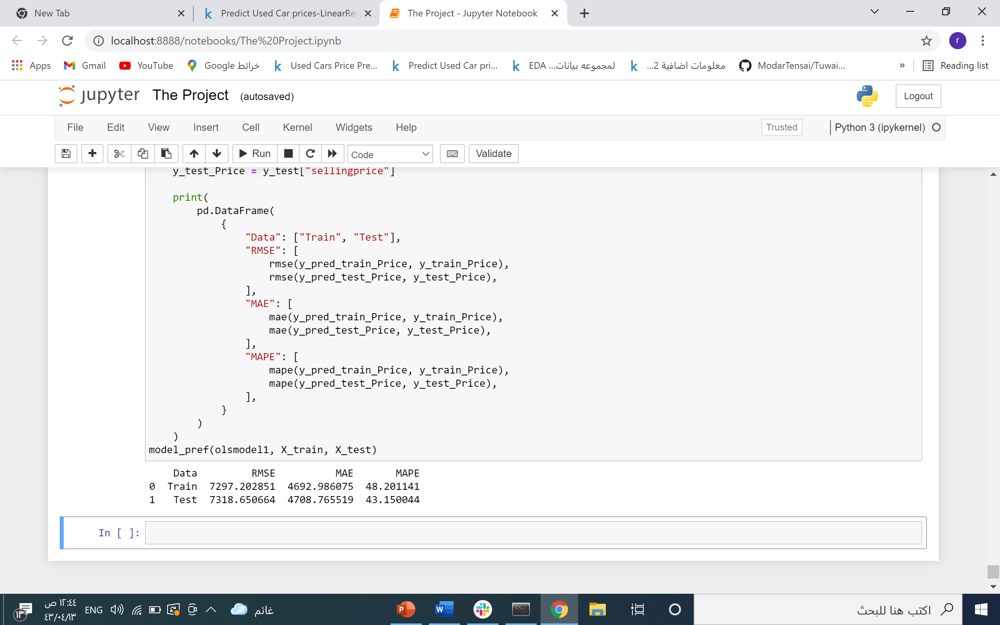 New Tab
Predict Used Car prices-LinearReg
The Project - Jupyter Notebook
localhost:8888/notebooks/The%20Project.ipynb
r
Apps
Gmail
YouTube
خرائط Google
Used Cars Price Pre...
Predict Used Car pri...
EDA ...لمجموعه بيانات
...معلومات اضافية 2
ModarTensai/Tuwai...
»
Reading list
jupyter The Project (autosaved)
Logout
File Edit View Insert Cell Kernel Widgets Help
Trusted
Python 3 (ipykernel)
Run
Code
Validate
y_test_Price = y_test["sellingprice"]
print(
pd.DataFrame(
{
"Data": ["Train", "Test"],
"RMSE": [
rmse(y_pred_train_Price, y_train_Price),
rmse(y_pred_test_Price, y_test_Price),
],
"MAE": [
mae(y_pred_train_Price, y_train_Price),
mae(y_pred_test_Price, y_test_Price),
],
"MAPE": [
mape(y_pred_train_Price, y_train_Price),
mape(y_pred_test_Price, y_test_Price),
],
}
)
)
model_pref(olsmodel1, X_train, X_test)
Data RMSE MAE MAPE
0 Train 7297.202851 4692.986075 48.201141
1 Test 7318.650664 4708.765519 43.150044
In [ ]:
١٣
١٢:٤٤ ص
٤٣/٠٤/١٣
ENG
غائم
اكتب هنا للبحث